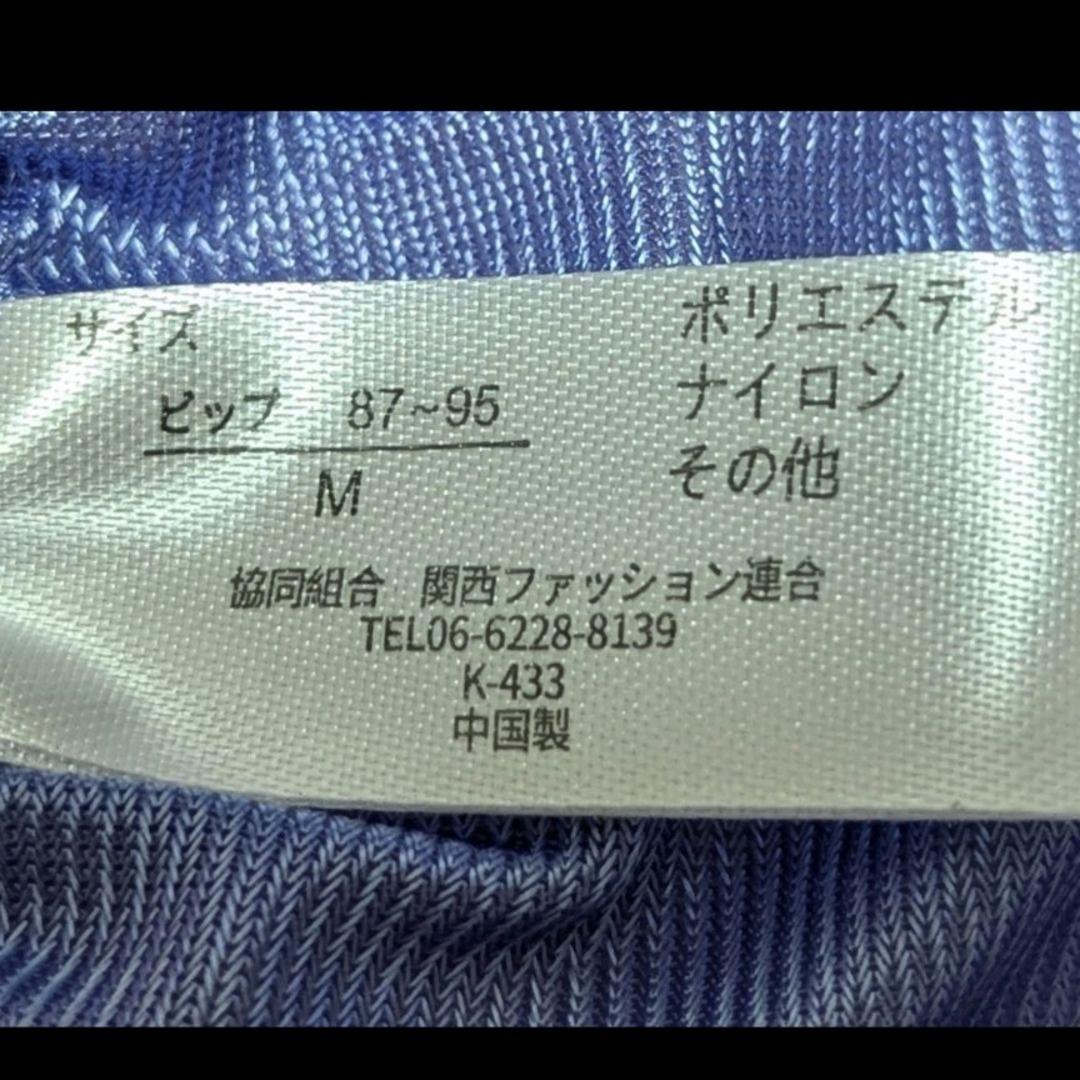 サイズ
ヒップ 87~95
M
ポリエステル
ナイロン
その他
協同組合 関西ファッション連合
TEL06-6228-8139
K-433
中国製